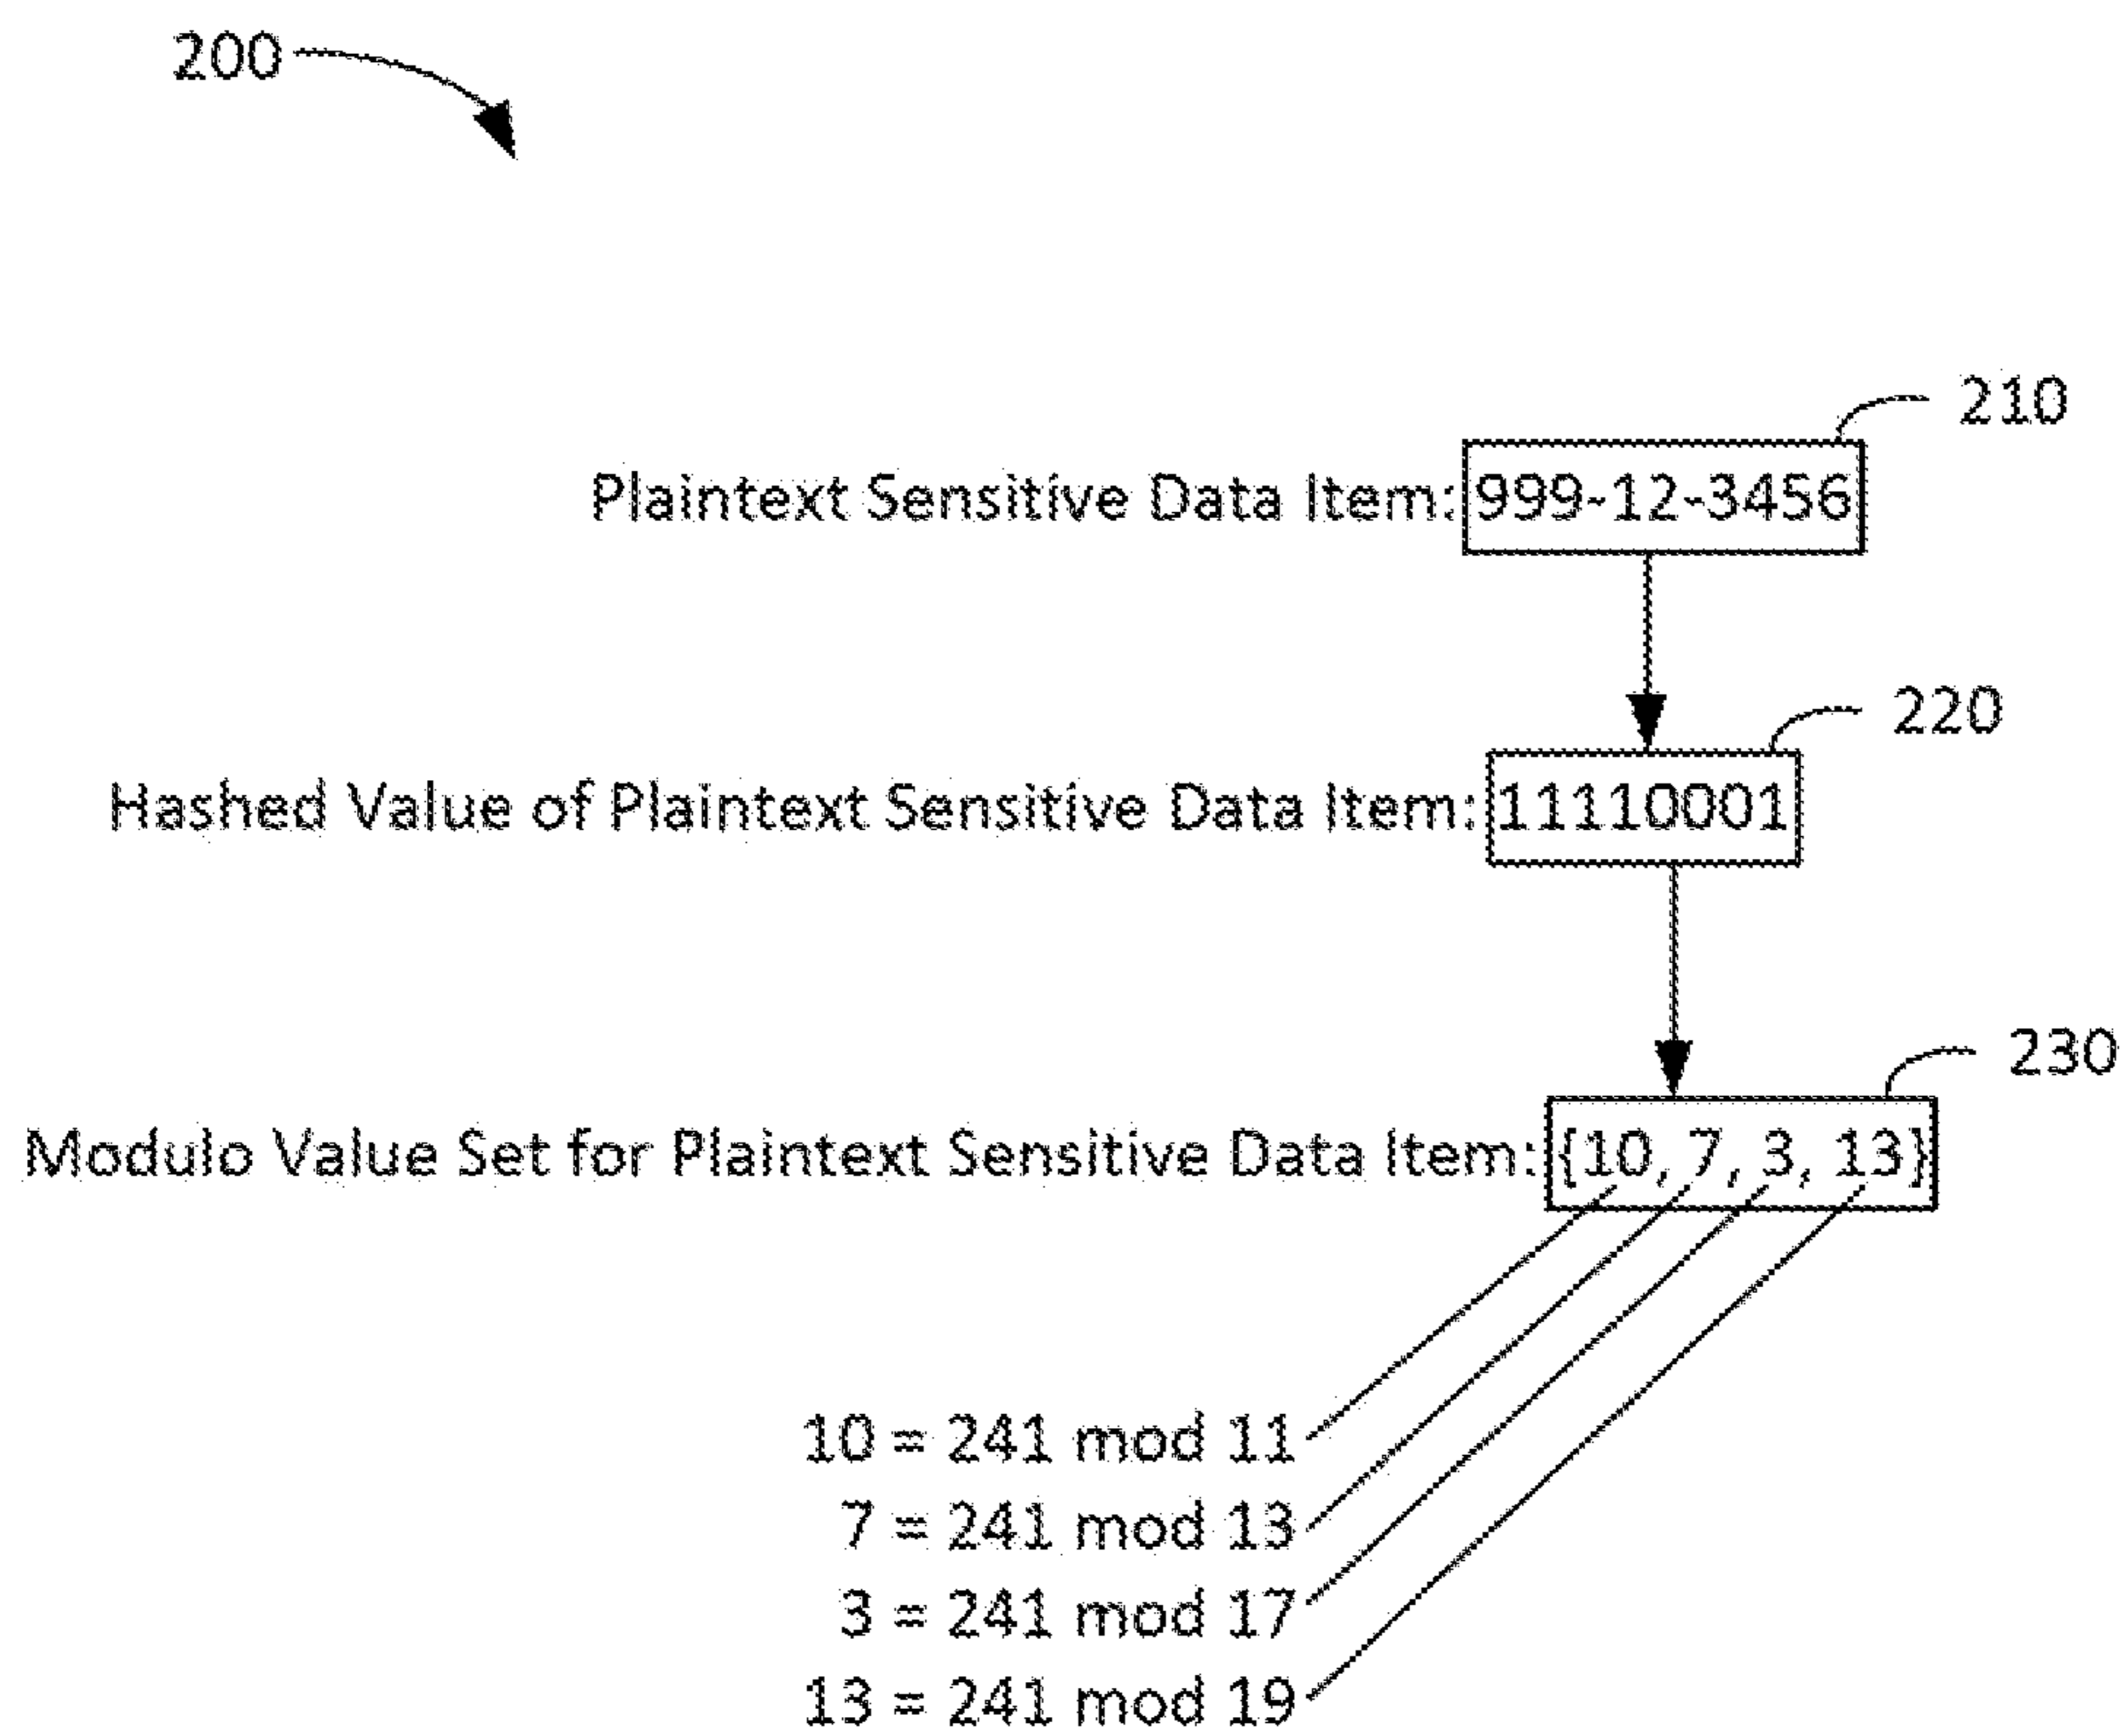 200
210
Plaintext Sensitive Data Item: 999-12-3456
220
Hashed Value of Plaintext Sensitive Data Item: 11110001
230
Modulo Value Set for Plaintext Sensitive Data Item: {10, 7, 3, 13}
10 = 241 mod 11
7 = 241 mod 13
3 = 241 mod 17
13 = 241 mod 19